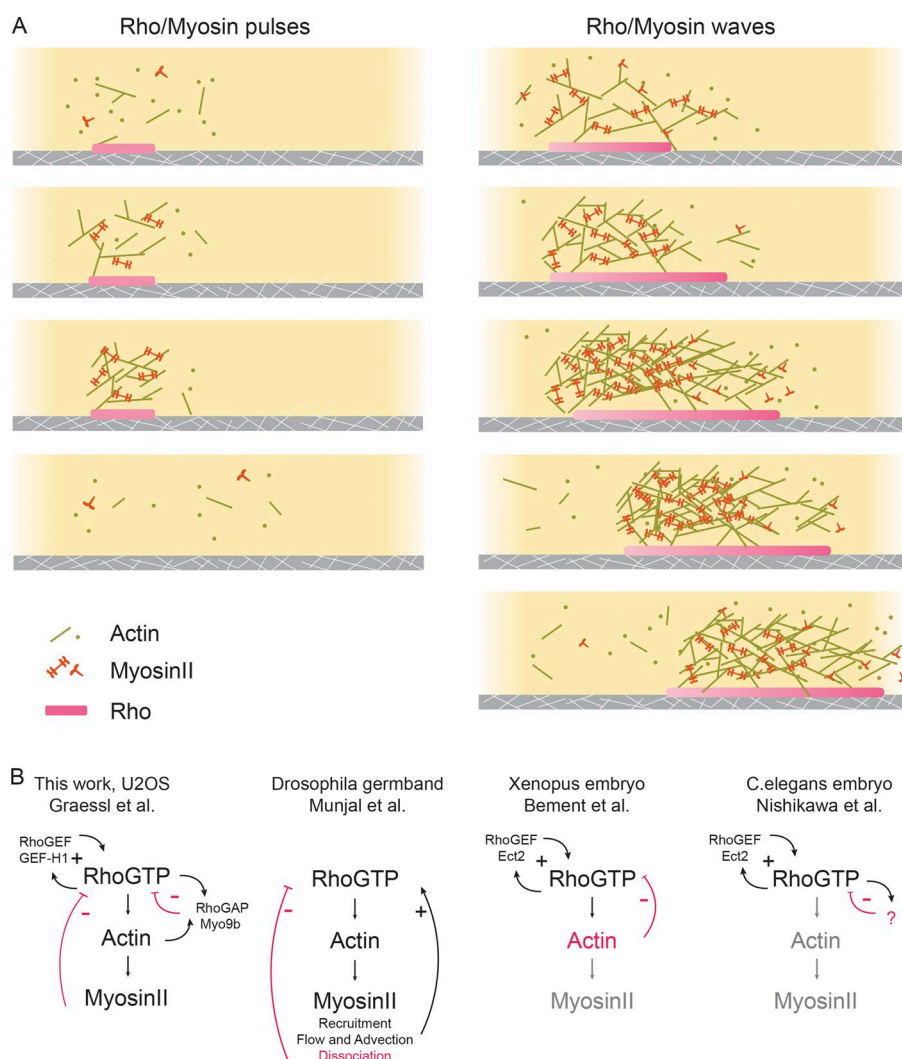 A
Rho/Myosin pulses
Rho/Myosin waves
Actin
MyosinII
Rho
B
This work, U2OS
Graessl et al.
RhoGEF
GEF-H1
+
RhoGTP
-
-
RhoGAP
Myo9b
Actin
MyosinII
Drosophila germband
Munjal et al.
RhoGTP
-
+
Actin
MyosinII
Recruitment
Flow and Advection
Dissociation
Xenopus embryo
Bement et al.
RhoGEF
Ect2
+
RhoGTP
-
Actin
MyosinII
C.elegans embryo
Nishikawa et al.
RhoGEF
Ect2
+
RhoGTP
-
?
Actin
MyosinII